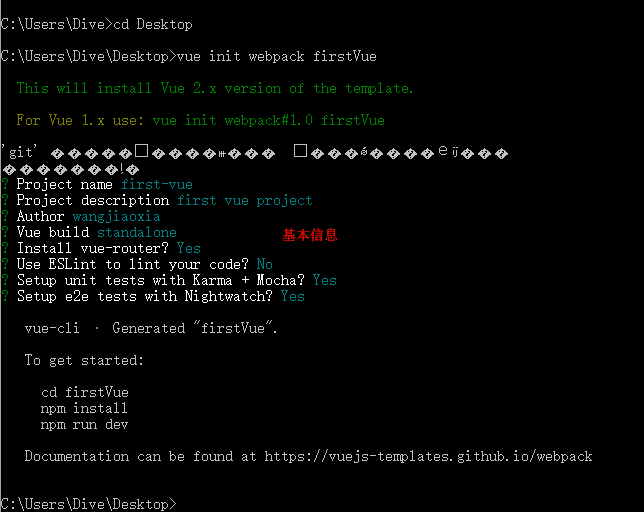 C:\Users\Dive>cd Desktop
C:\Users\Dive\Desktop>vue init webpack firstVue
This will install Vue 2.x version of the template.
For Vue 1.x use: vue init webpack#1.0 firstVue
'git'
? Project name first-vue
? Project description first vue project
? Author wangjiaoxia
? Vue build standalone
基本信息
? Install vue-router? Yes
? Use ESLint to lint your code? No
? Setup unit tests with Karma + Mocha? Yes
? Setup e2e tests with Nightwatch? Yes
vue-cli · Generated "firstVue".
To get started:
cd firstVue
npm install
npm run dev
Documentation can be found at https://vuejs-templates.github.io/webpack
C:\Users\Dive\Desktop>